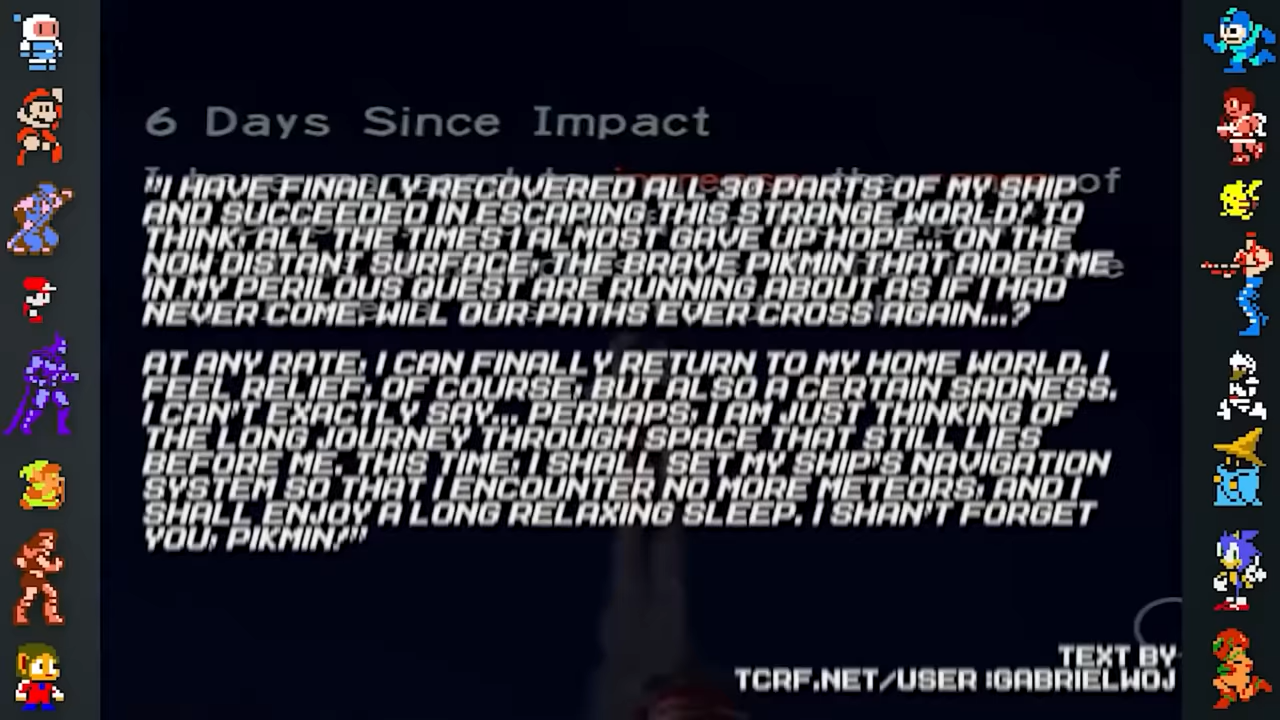 6 Days Since Impact
of
"I HAVE FINALLY RECOVERED ALL 30 PARTS OF MY SHIP
AND SUCCEEDED IN ESCAPING THIS STRANGE WORLD! TO
THINK, ALL THE TIMES I ALMOST GAVE UP HOPE... ON THE
NOW DISTANT SURFACE, THE BRAVE PIKMIN THAT AIDED ME
IN MY PERILOUS QUEST ARE RUNNING ABOUT AS IF I HAD
NEVER COME. WILL OUR PATHS EVER CROSS AGAIN...?
AT ANY RATE, I CAN FINALLY RETURN TO MY HOME WORLD. I
FEEL RELIEF, OF COURSE, BUT ALSO A CERTAIN SADNESS.
I CAN'T EXACTLY SAY... PERHAPS, I AM JUST THINKING OF
THE LONG JOURNEY THROUGH SPACE THAT STILL LIES
BEFORE ME. THIS TIME, I SHALL SET MY SHIP'S NAVIGATION
SYSTEM SO THAT I ENCOUNTER NO MORE METEORS, AND I
SHALL ENJOY A LONG RELAXING SLEEP. I SHAN'T FORGET
YOU, PIKMIN!"
TEXT BY
TCRF.NET/USER:GABRIELWOJ